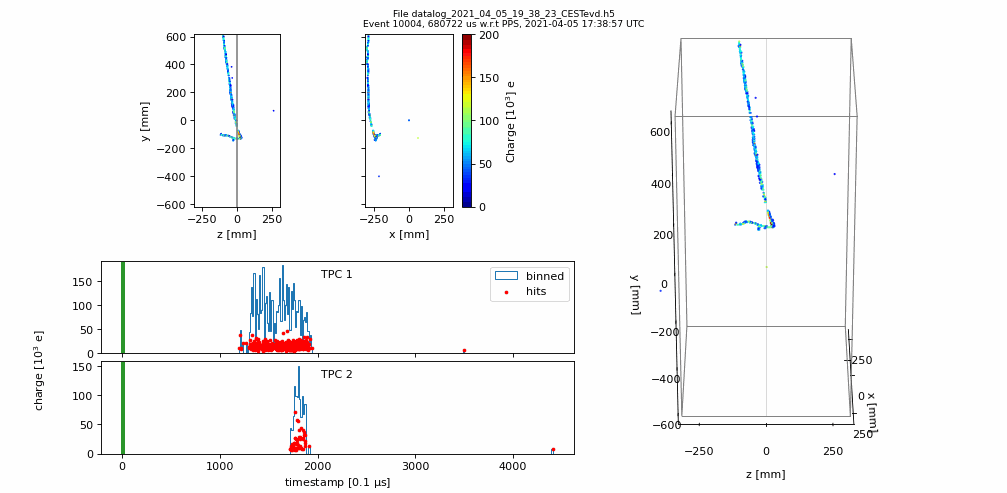 File datalog_2021_04_05_19_38_23_CESTevd.h5
Event 10004, 680722 us w.r.t PPS, 2021-04-05 17:38:57 UTC
600
400
200
0
−200
−400
−600
y [mm]
−250 0 250
z [mm]
−250 0 250
x [mm]
200
150
100
50
0
Charge [10³] e
TPC 1
binned
hits
150
100
50
0
TPC 2
150
100
50
0
charge [10³ e]
0 1000 2000 3000 4000
timestamp [0.1 μs]
600
400
200
0
−200
−400
−600
y [mm]
−250
0
250
x [mm]
−250 0 250
z [mm]